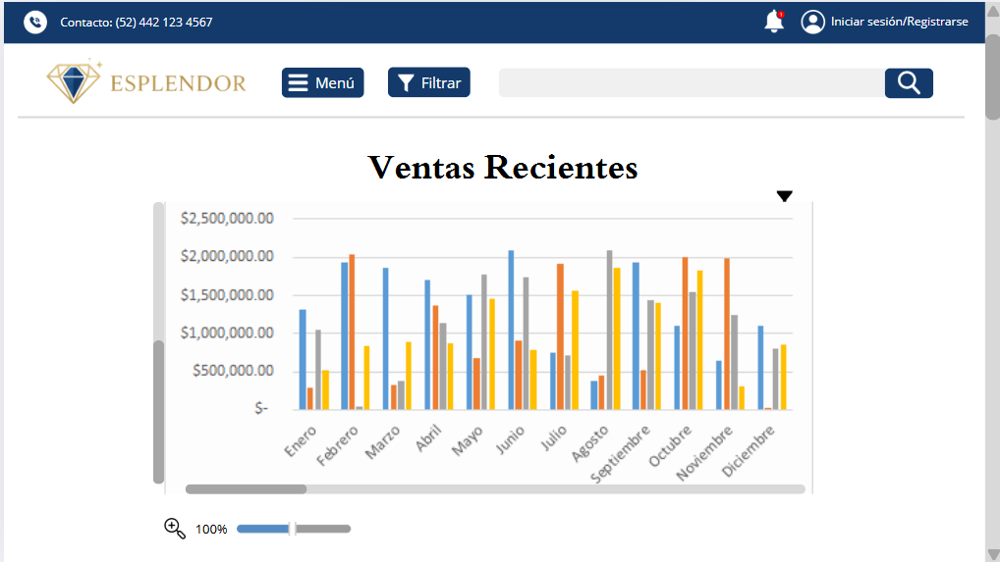 Contacto: (52) 442 123 4567
1
Iniciar sesión/Registrarse
ESPLENDOR
Menú
Filtrar
Ventas Recientes
$2,500,000.00
$2,000,000.00
$1,500,000.00
$1,000,000.00
$500,000.00
$-
Enero
Febrero
Marzo
Abril
Mayo
Junio
Julio
Agosto
Septiembre
Octubre
Noviembre
Diciembre
100%